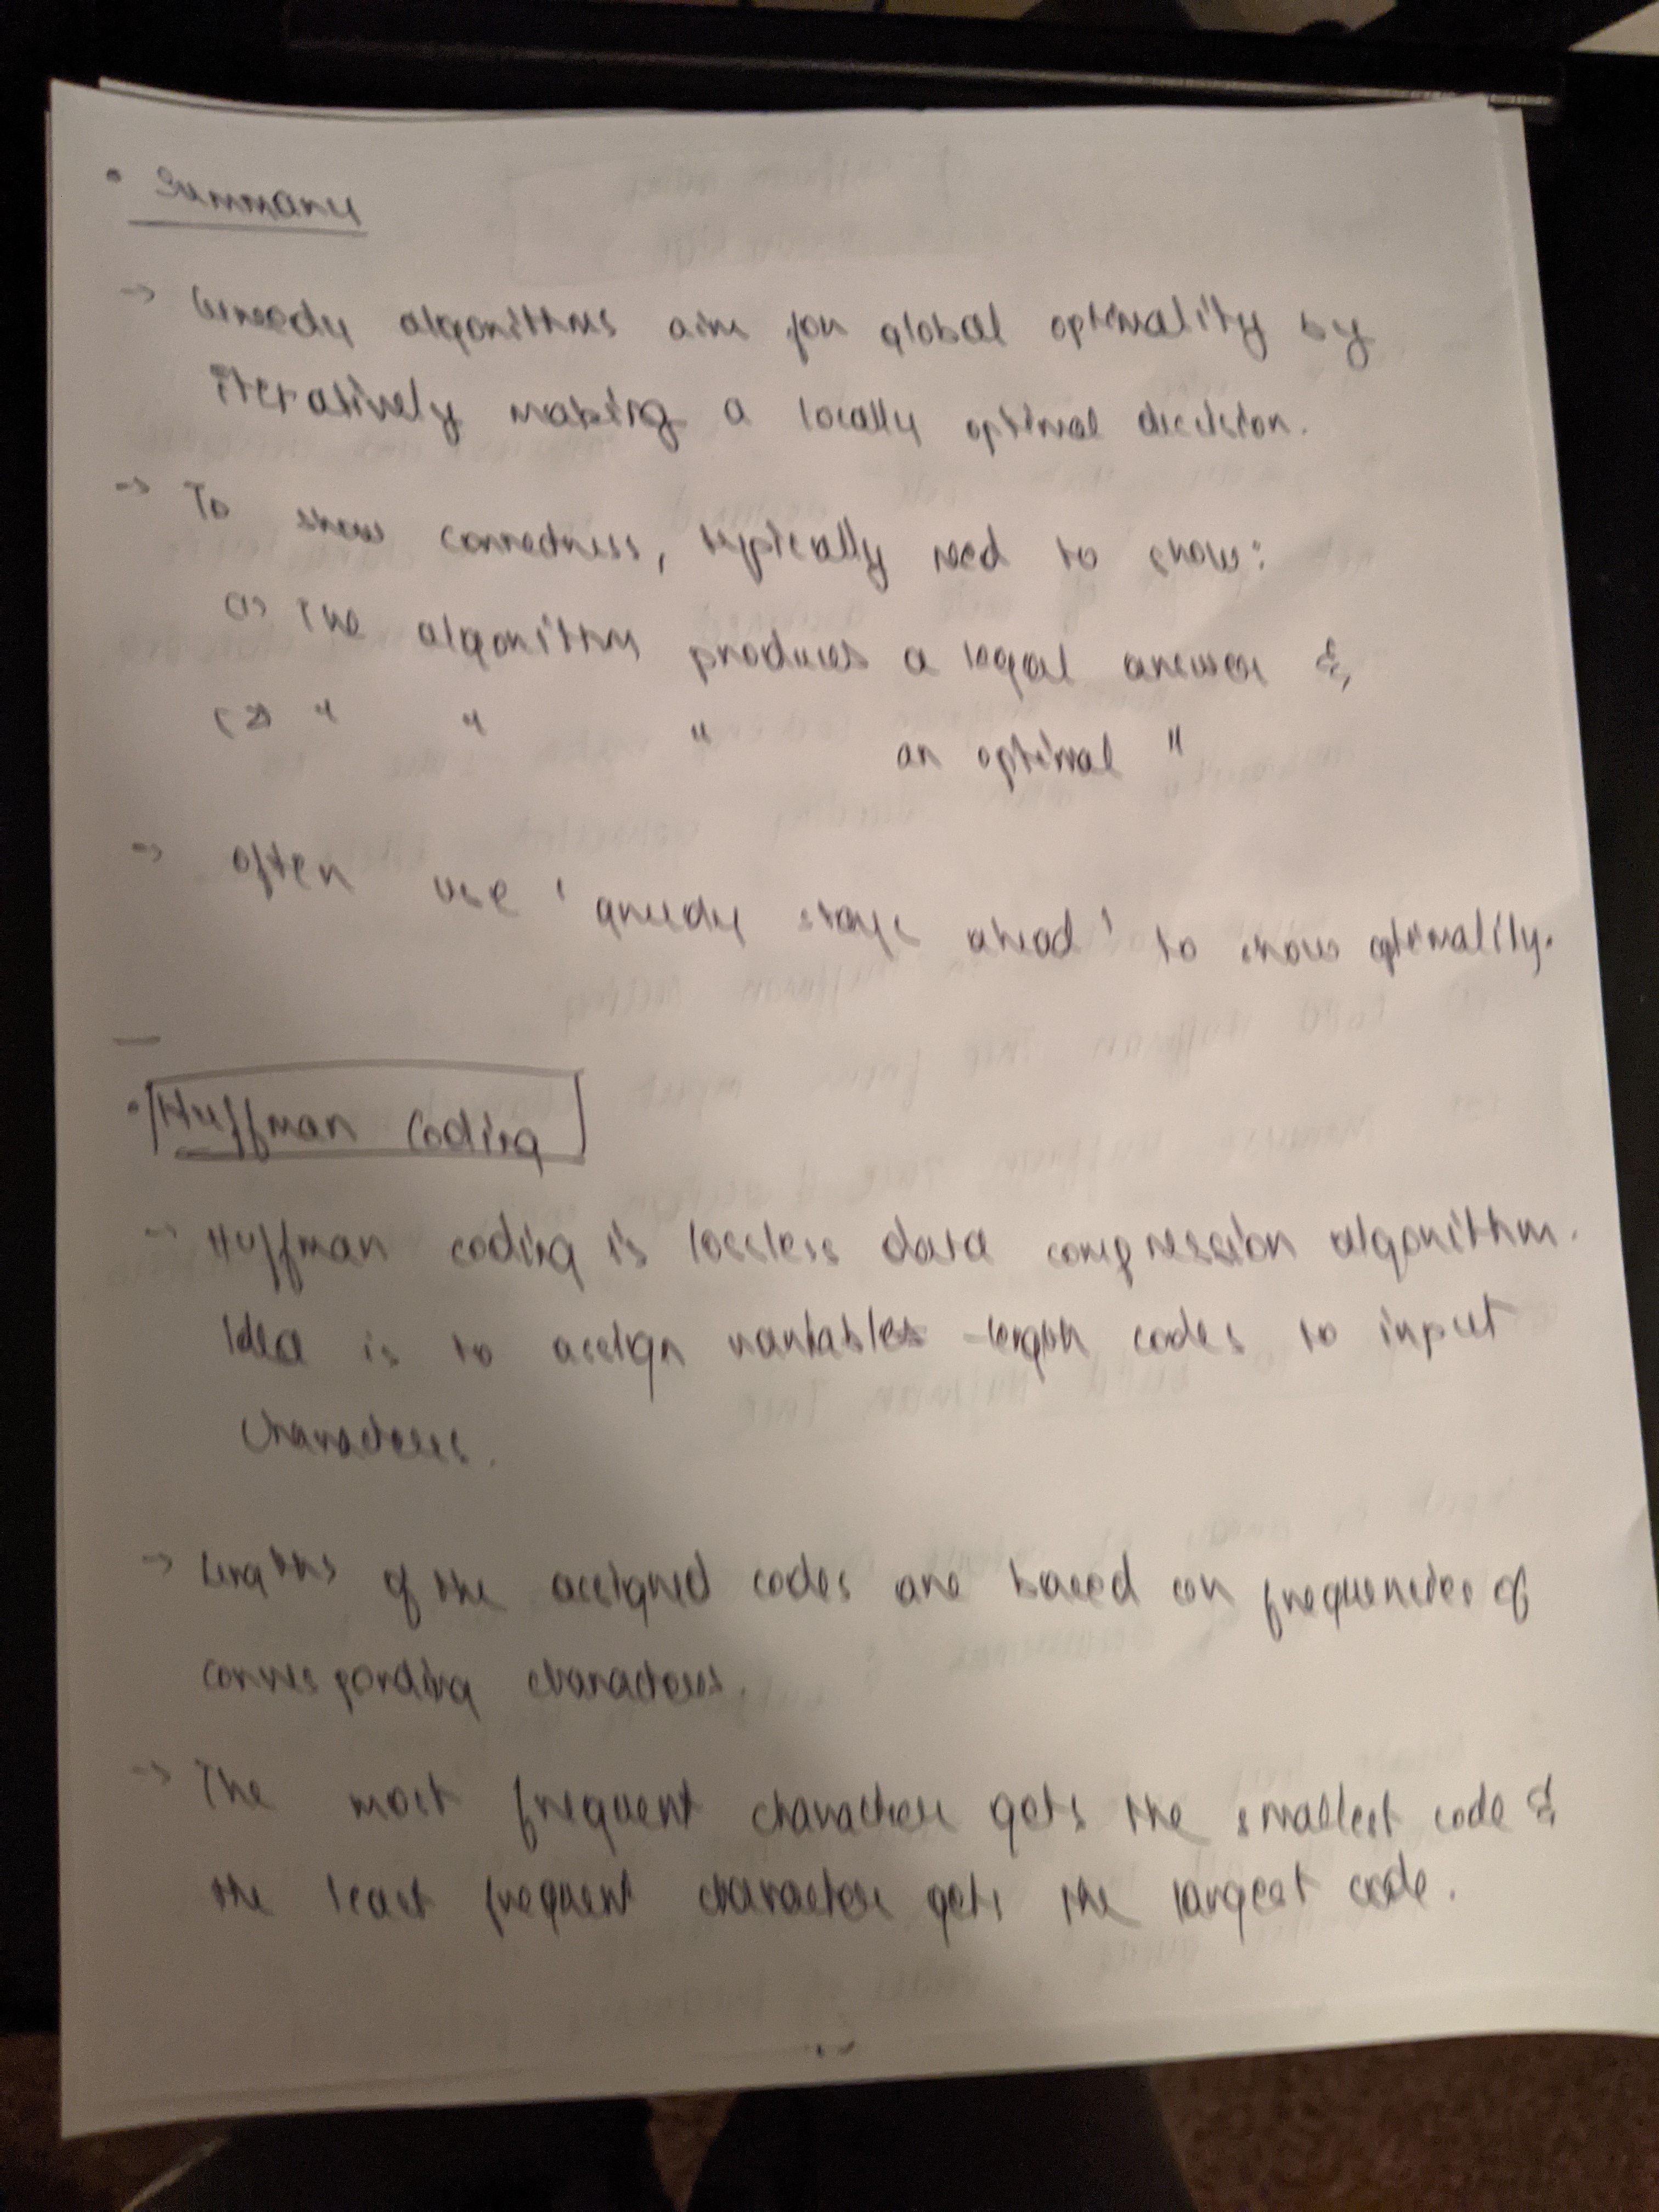 • Summary
→ Greedy algorithms aim for global optimality by
iteratively making a locally optimal decision.
→ To show correctness, typically need to show:
(1) The algorithm produces a legal answer &
(2) " " " an optimal "
→ often use 'greedy stays ahead' to show optimality.
—
• Huffman Coding
→ Huffman coding is lossless data compression algorithm.
Idea is to assign variables-length codes to input
characters.
→ Lengths of the assigned codes are based on frequencies of
corresponding characters.
→ The most frequent character gets the smallest code &
the least frequent character gets the largest code.